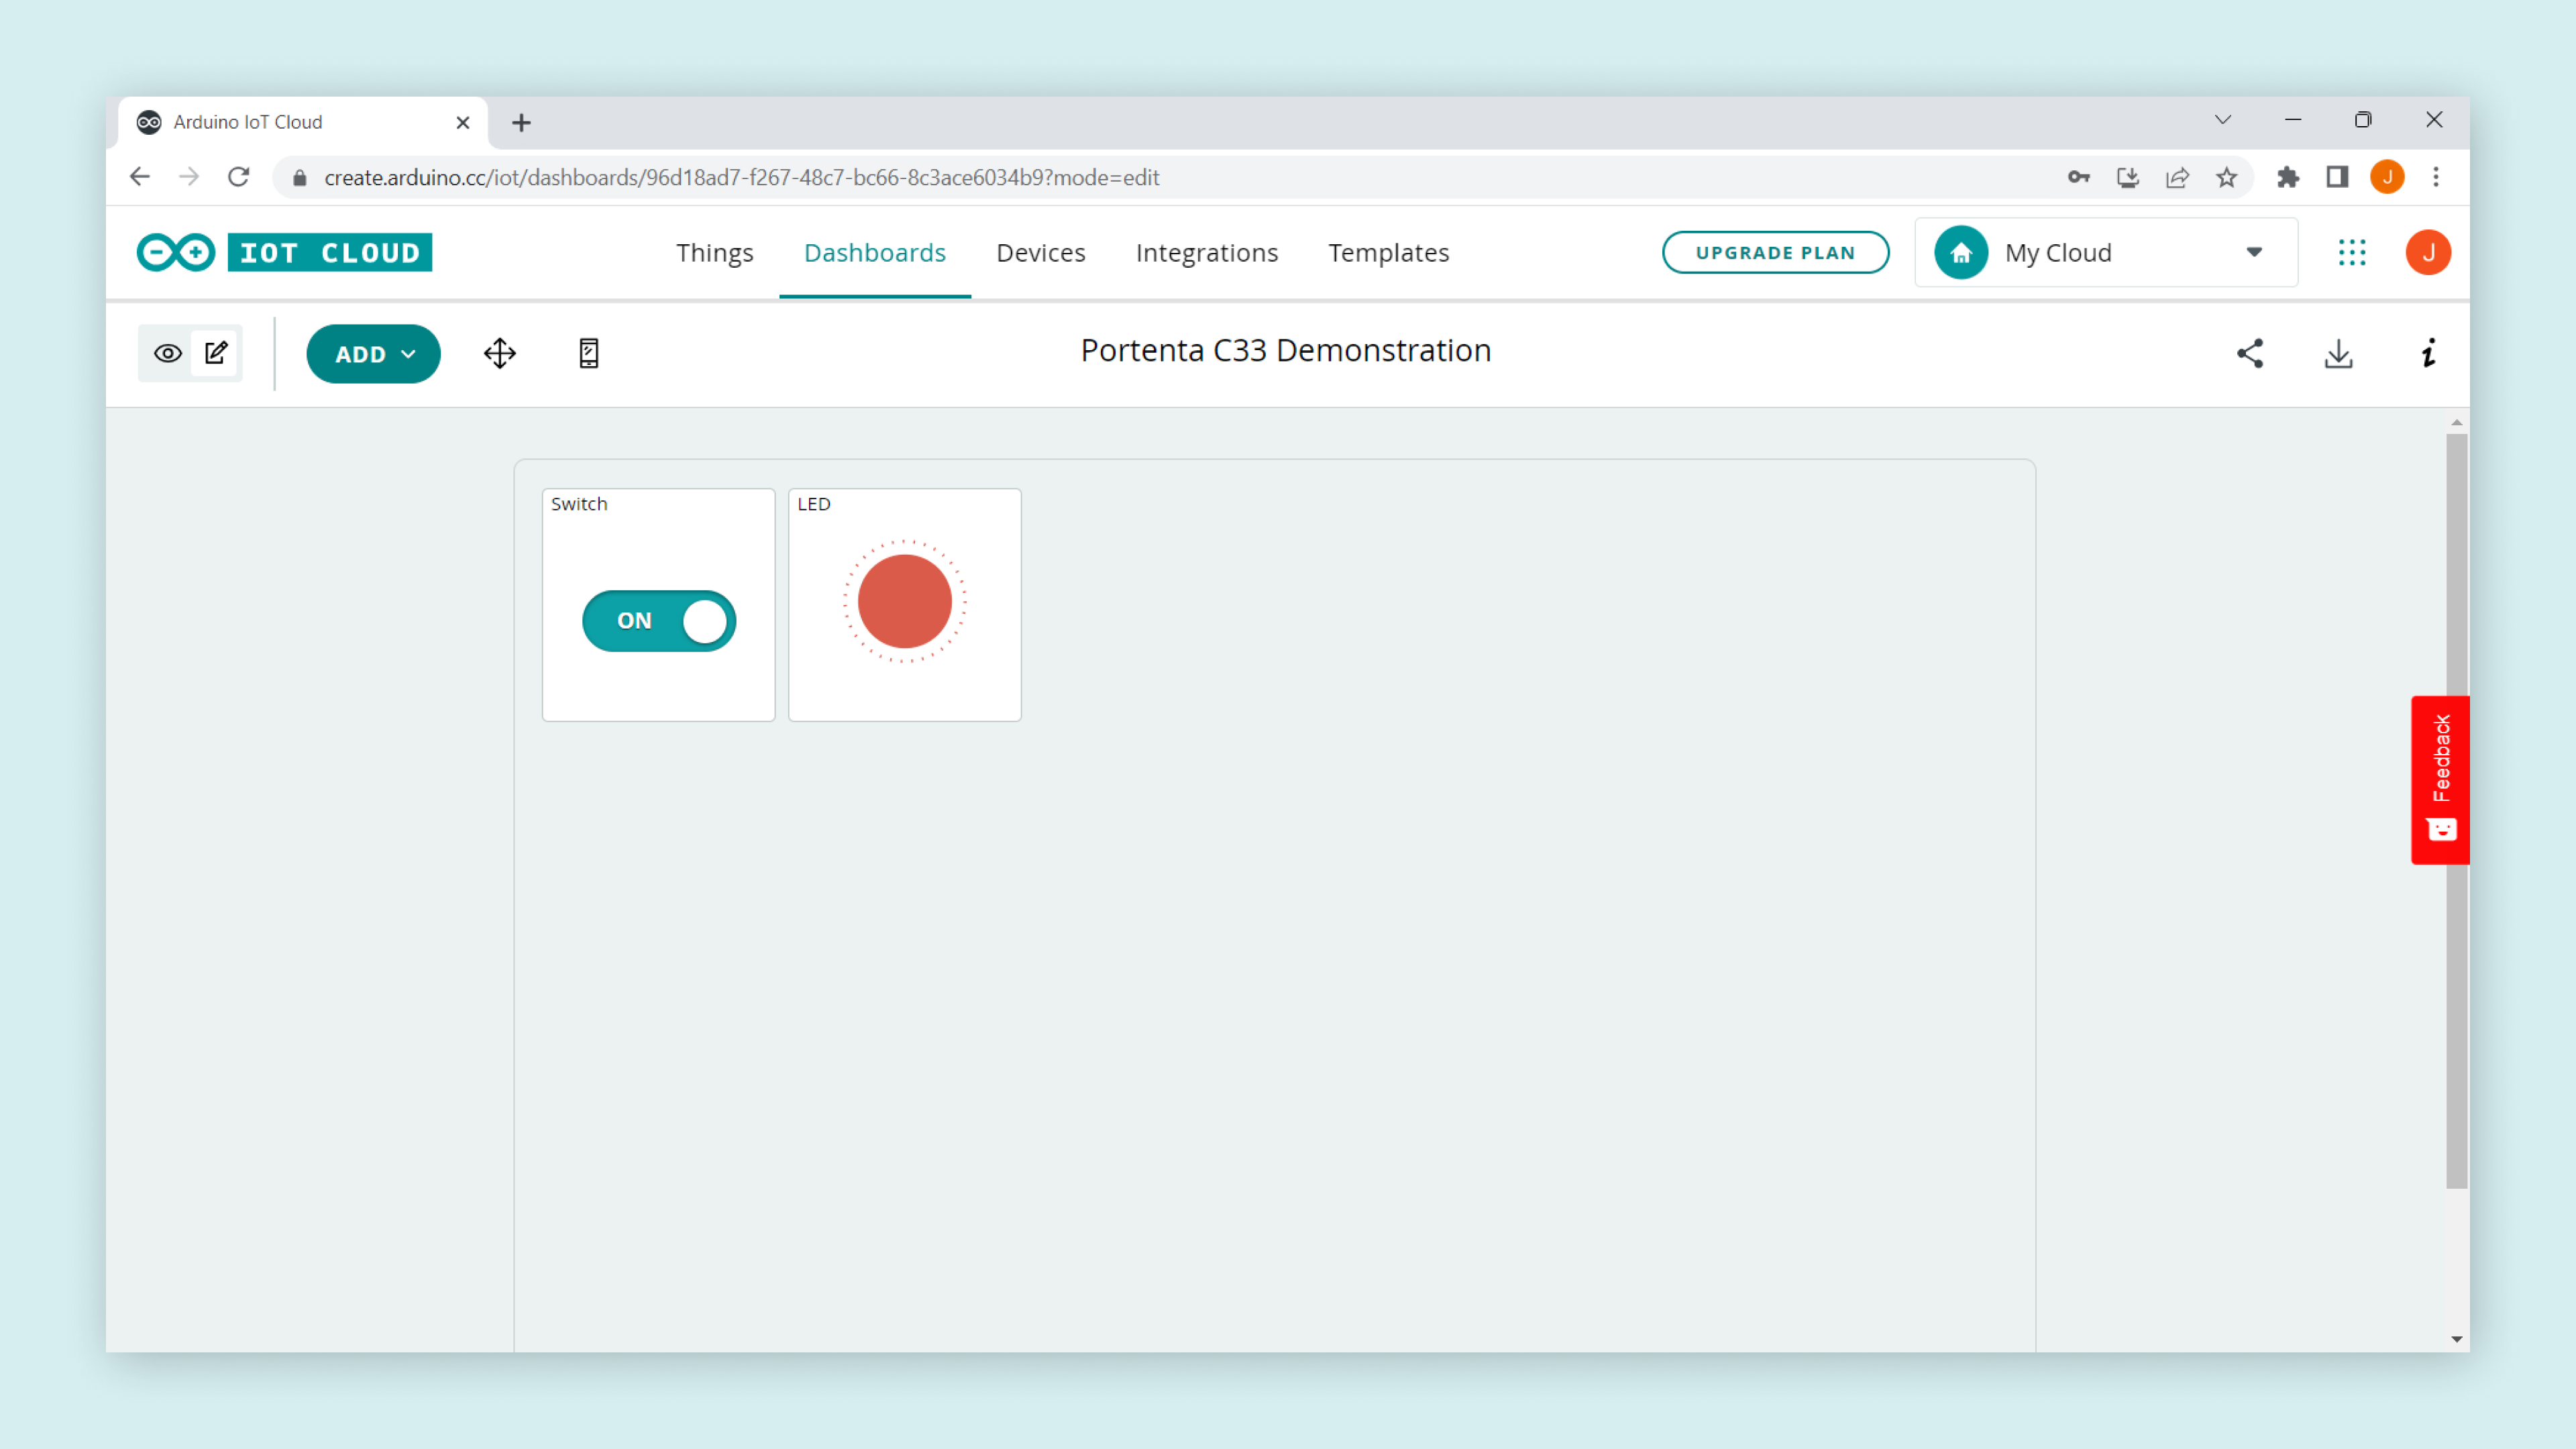 Arduino IoT Cloud
create.arduino.cc/iot/dashboards/96d18ad7-f267-48c7-bc66-8c3ace6034b9?mode=edit
J
IOT CLOUD
Things
Dashboards
Devices
Integrations
Templates
UPGRADE PLAN
My Cloud
J
ADD
Portenta C33 Demonstration
i
Switch
LED
ON
Feedback